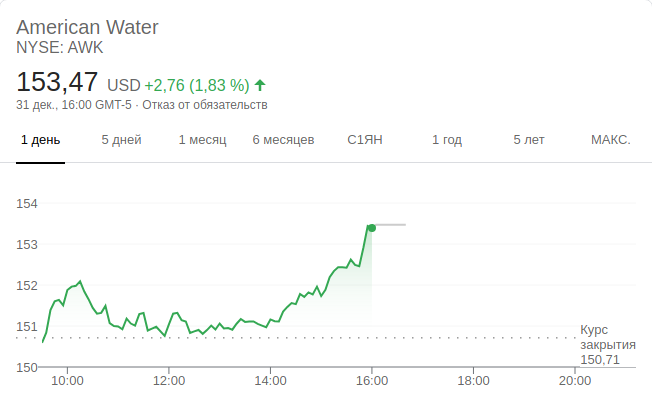 American Water
NYSE: AWK
153,47 USD +2,76 (1,83 %)
31 дек., 16:00 GMT-5 · Отказ от обязательств
1 день 5 дней 1 месяц 6 месяцев С1ЯН 1 год 5 лет МАКС.
154
153
152
151
150
Курс
закрытия
150,71
10:00 12:00 14:00 16:00 18:00 20:00